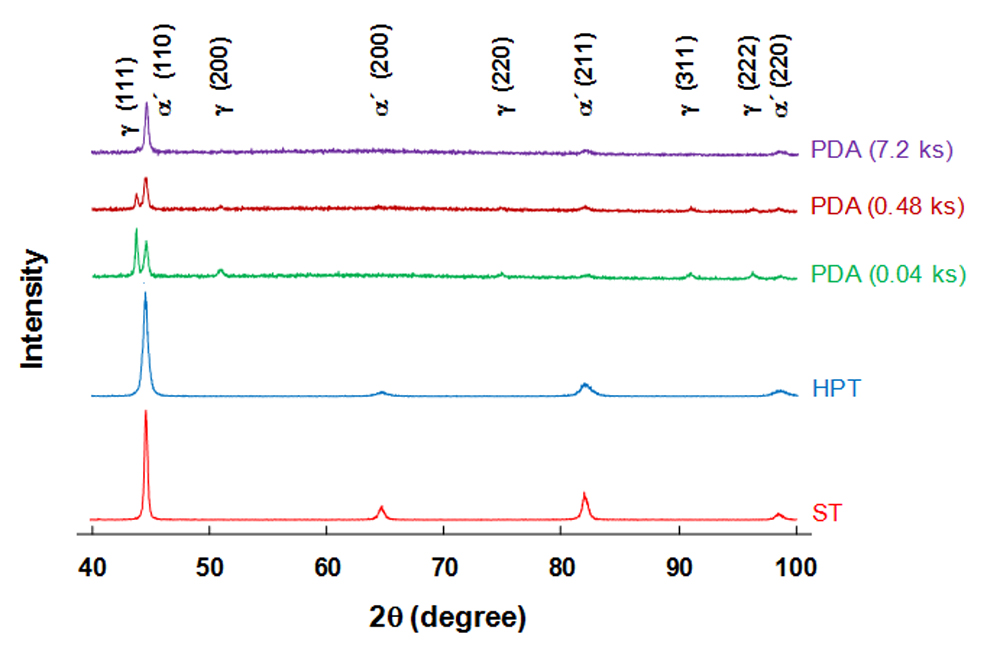 γ (111)
α´ (110)
γ (200)
α´ (200)
γ (220)
α´ (211)
γ (311)
γ (222)
α´ (220)
PDA (7.2 ks)
PDA (0.48 ks)
PDA (0.04 ks)
HPT
ST
Intensity
40 50 60 70 80 90 100
2θ (degree)